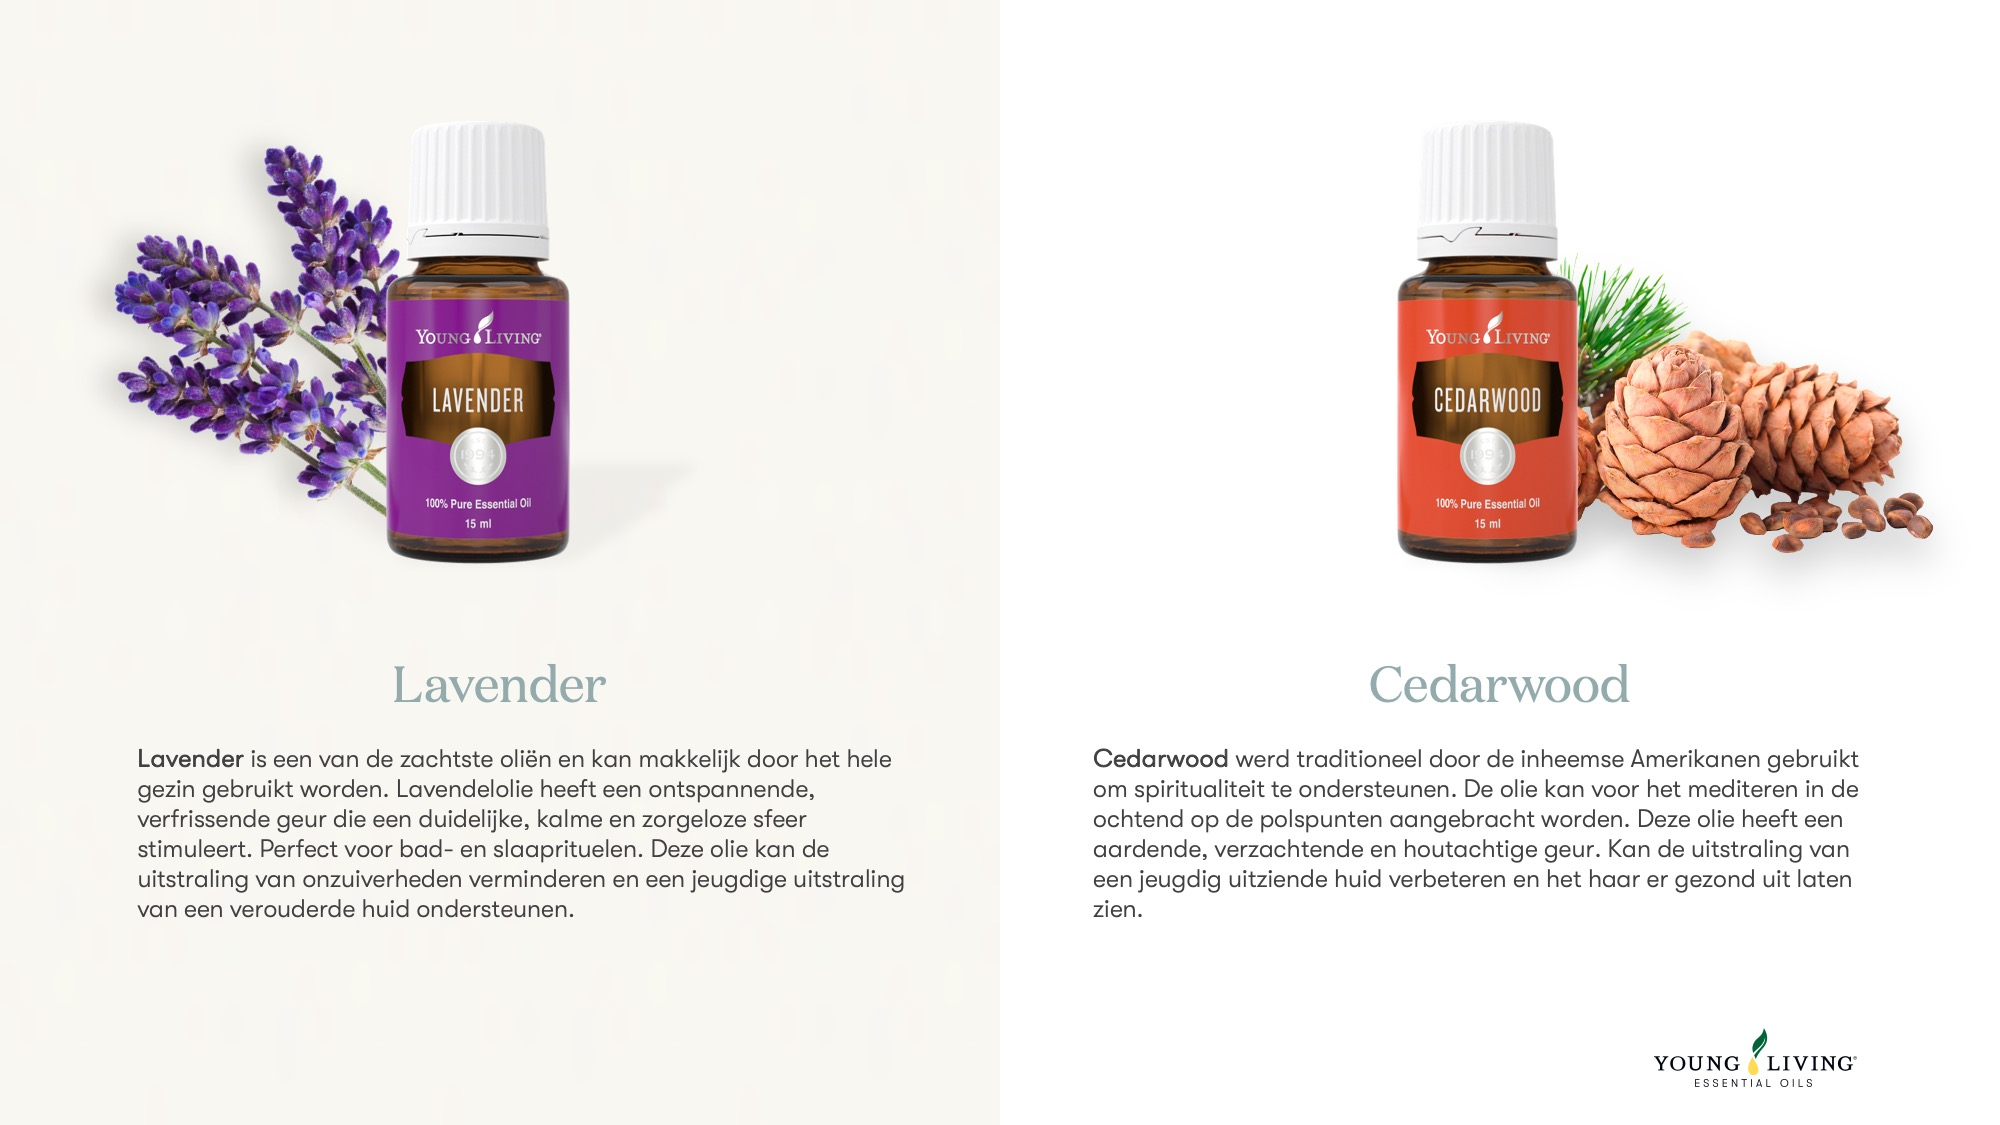 YOUNG LIVING
LAVENDER
1994
100% Pure Essential Oil
15 ml
Lavender
Lavender is een van de zachtste oliën en kan makkelijk door het hele
gezin gebruikt worden. Lavendelolie heeft een ontspannende,
verfrissende geur die een duidelijke, kalme en zorgeloze sfeer
stimuleert. Perfect voor bad- en slaaprituelen. Deze olie kan de
uitstraling van onzuiverheden verminderen en een jeugdige uitstraling
van een verouderde huid ondersteunen.
YOUNG LIVING
CEDARWOOD
1994
100% Pure Essential Oil
15 ml
Cedarwood
Cedarwood werd traditioneel door de inheemse Amerikanen gebruikt
om spiritualiteit te ondersteunen. De olie kan voor het mediteren in de
ochtend op de polspunten aangebracht worden. Deze olie heeft een
aardende, verzachtende en houtachtige geur. Kan de uitstraling van
een jeugdig uitziende huid verbeteren en het haar er gezond uit laten
zien.
YOUNG LIVING
ESSENTIAL OILS